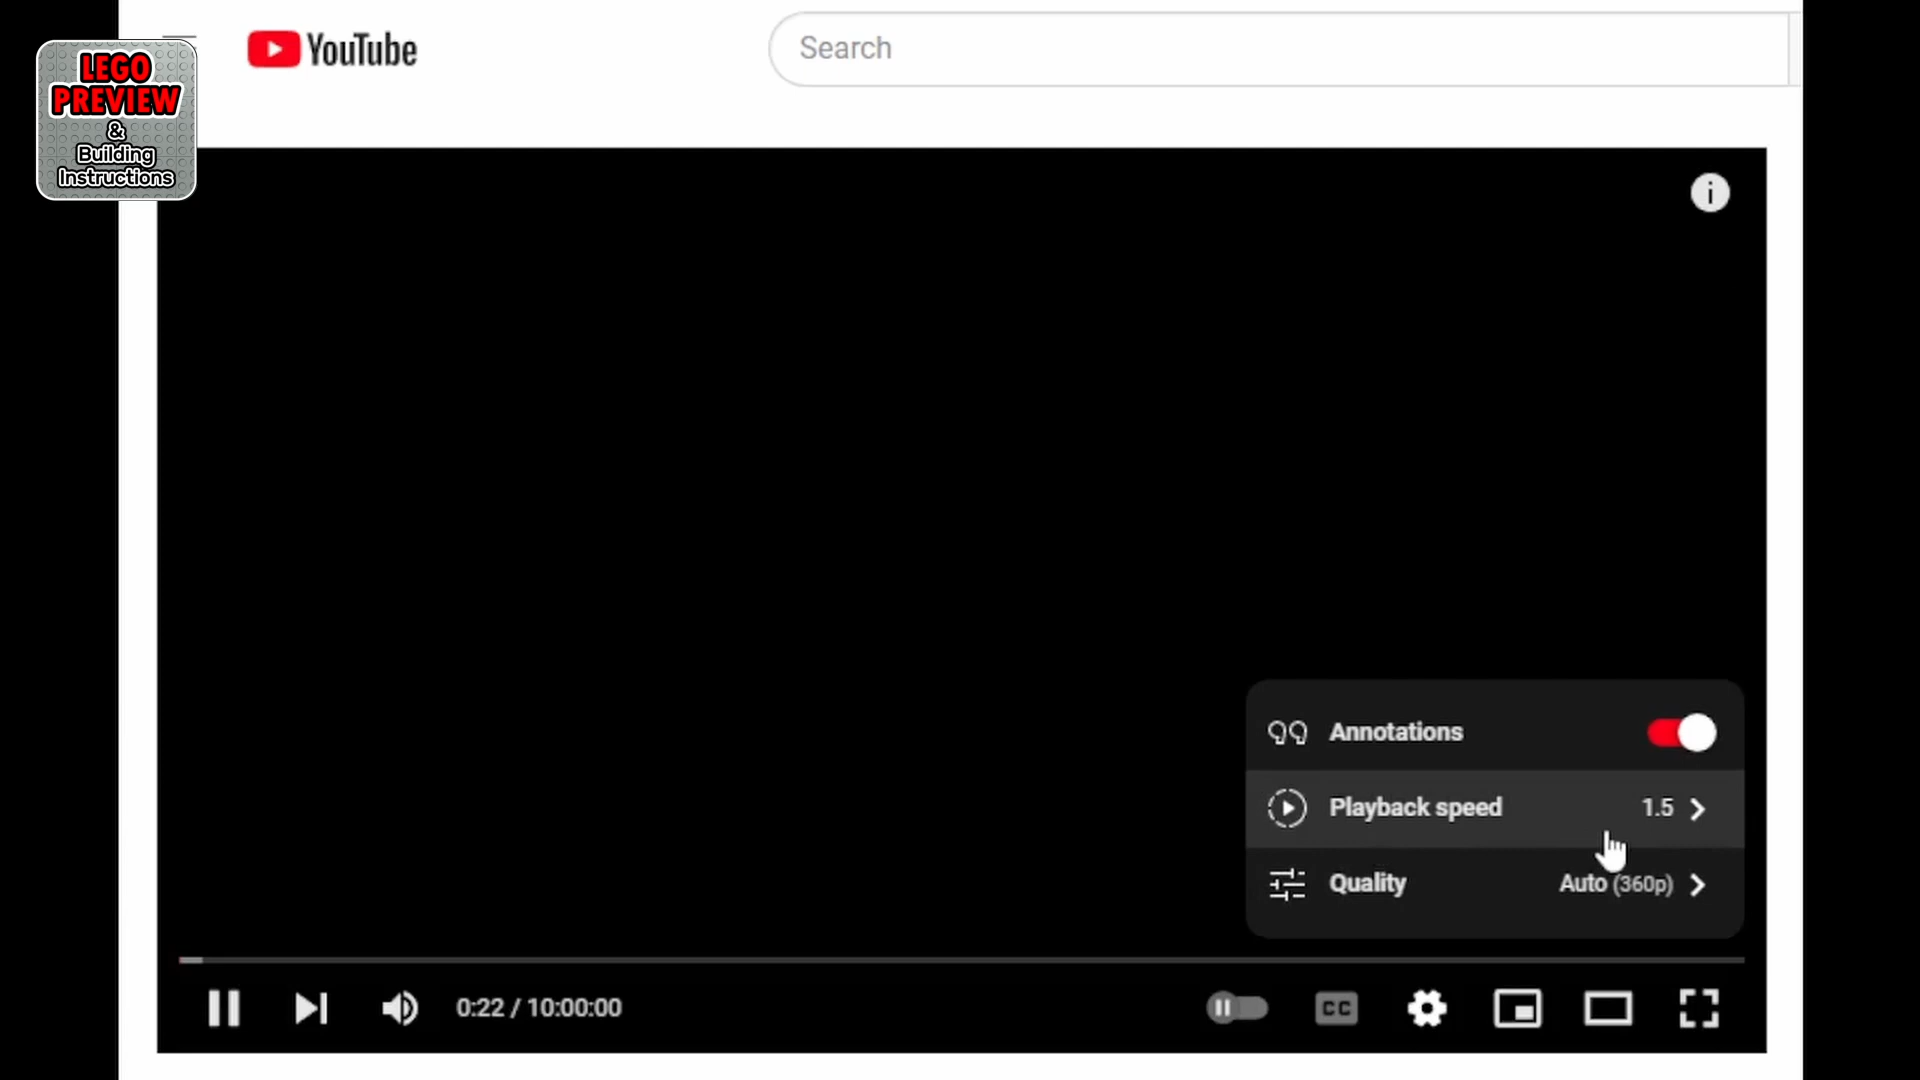 LEGO
PREVIEW
&
Building
Instructions
YouTube
Search
i
Annotations
Playback speed 1.5
Quality Auto (360p)
0:22 / 10:00:00
CC